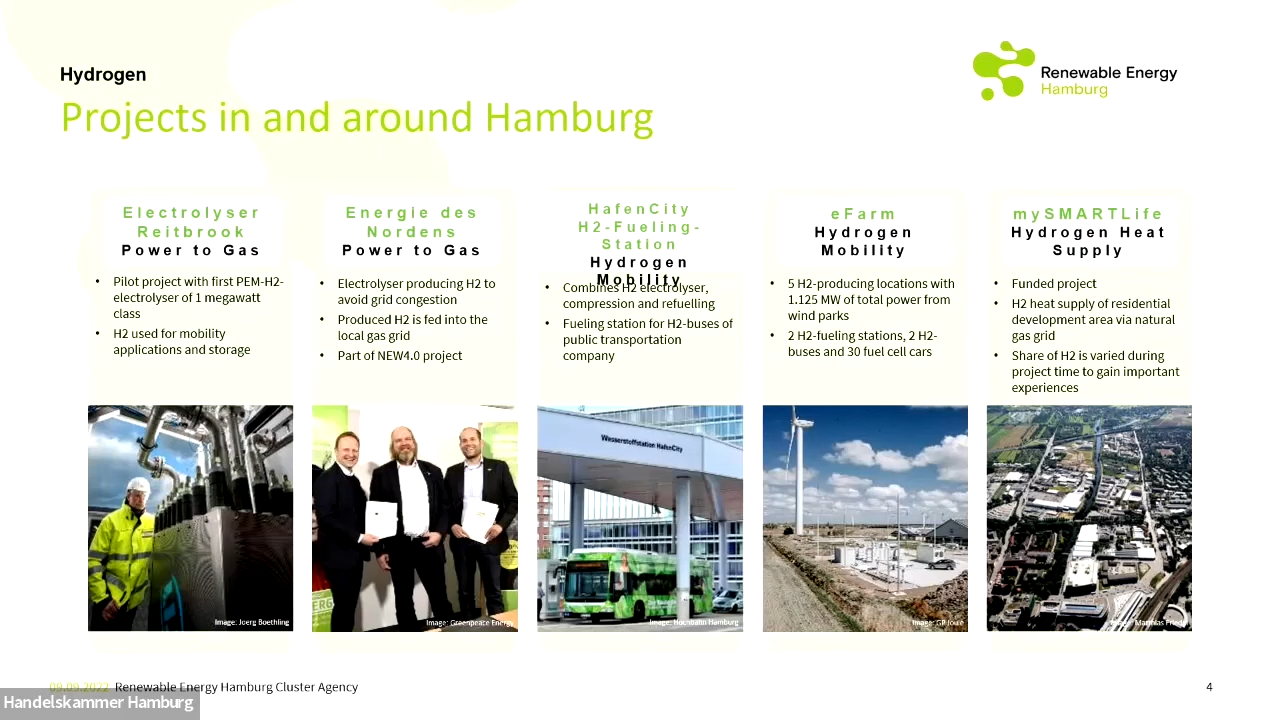 Hydrogen
Projects in and around Hamburg
Renewable Energy
Hamburg
Electrolyser
Reitbrook
Power to Gas
• Pilot project with first PEM-H2-
electrolyser of 1 megawatt
class
• H2 used for mobility
applications and storage
Image: Joerg Boethling
Energie des
Nordens
Power to Gas
• Electrolyser producing H2 to
avoid grid congestion
• Produced H2 is fed into the
local gas grid
• Part of NEW4.0 project
Image: Greenpeace Energy
HafenCity
H2-Fueling-
Station
Hydrogen
Mobility
• Combines H2 electrolyser,
compression and refuelling
• Fueling station for H2-buses of
public transportation
company
Wasserstoffstation HafenCity
Image: Hochbahn Hamburg
eFarm
Hydrogen
Mobility
• 5 H2-producing locations with
1.125 MW of total power from
wind parks
• 2 H2-fueling stations, 2 H2-
buses and 30 fuel cell cars
Image: GP Joule
mySMARTLife
Hydrogen Heat
Supply
• Funded project
• H2 heat supply of residential
development area via natural
gas grid
• Share of H2 is varied during
project time to gain important
experiences
Image: Matthias Friedel
09.09.2022 Renewable Energy Hamburg Cluster Agency
4
Handelskammer Hamburg